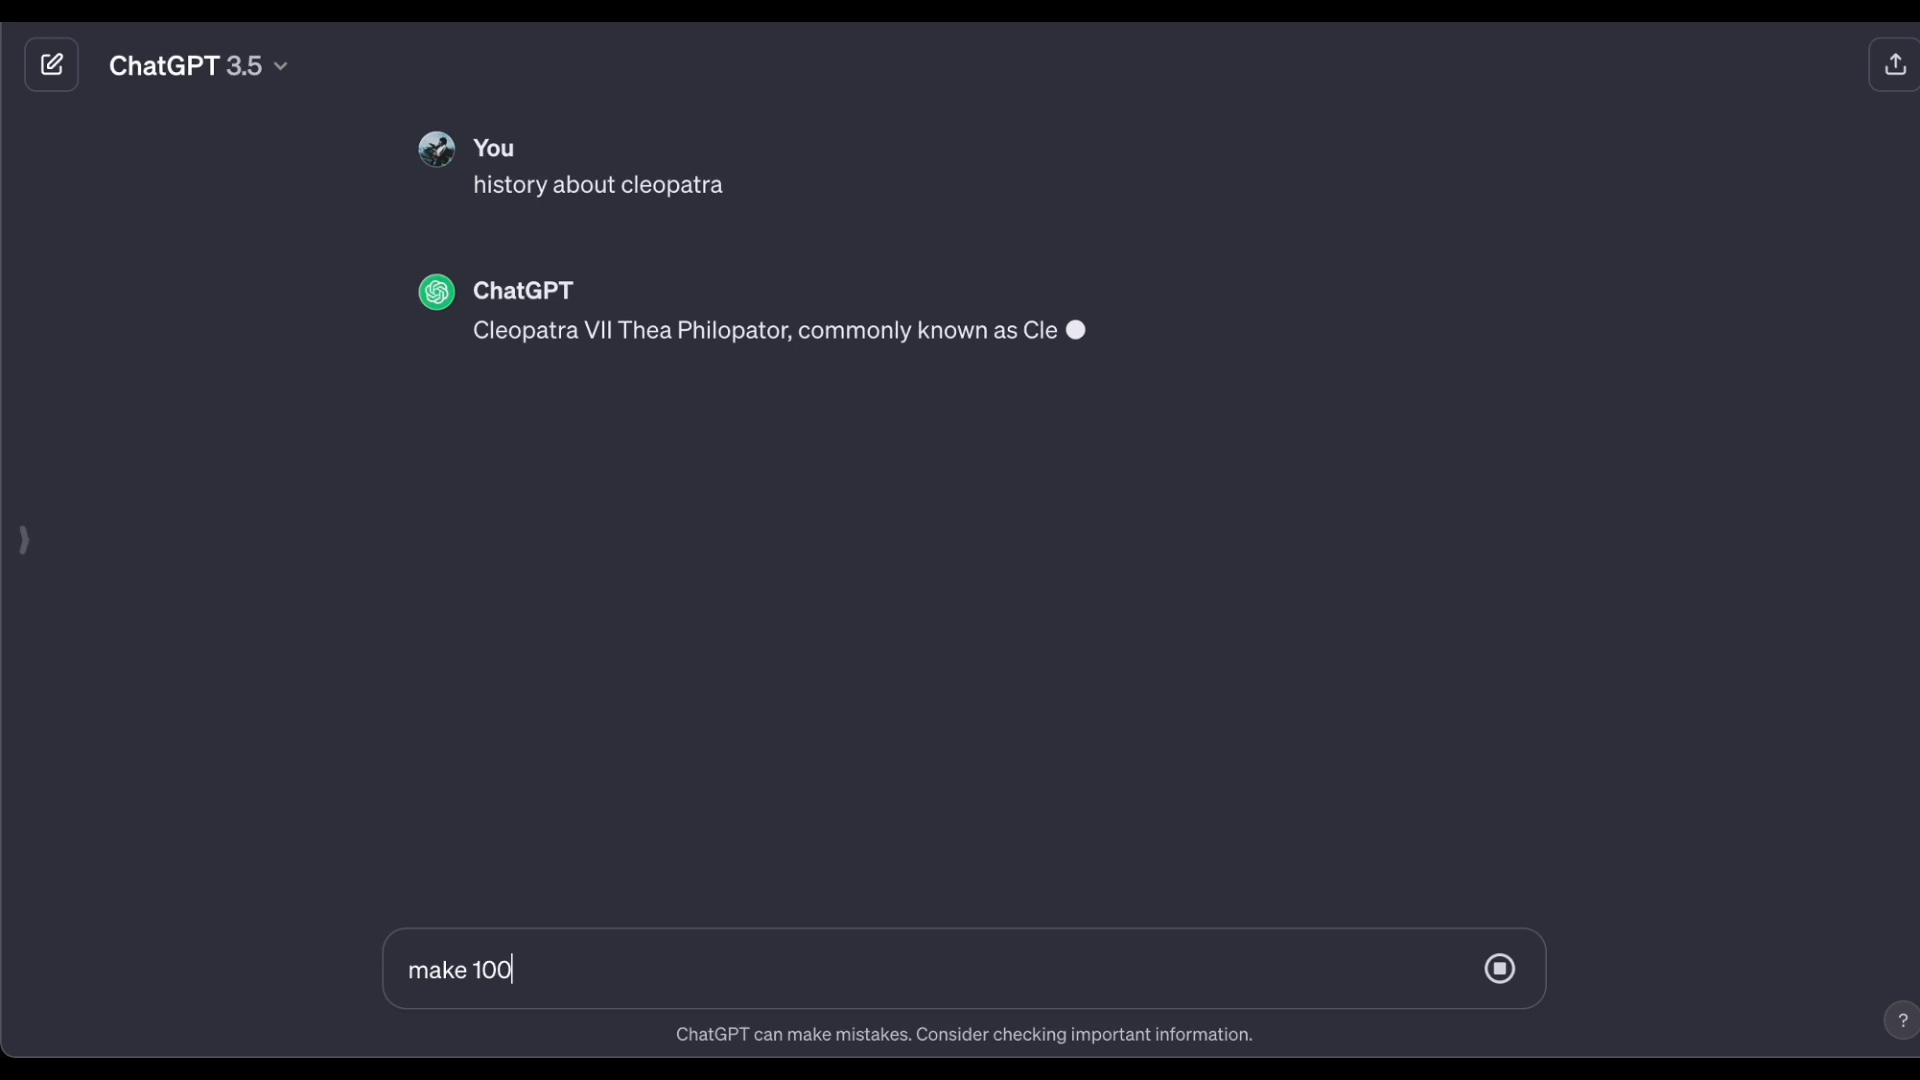 ChatGPT 3.5
You
history about cleopatra
ChatGPT
Cleopatra VII Thea Philopator, commonly known as Cle
make 100
ChatGPT can make mistakes. Consider checking important information.
?